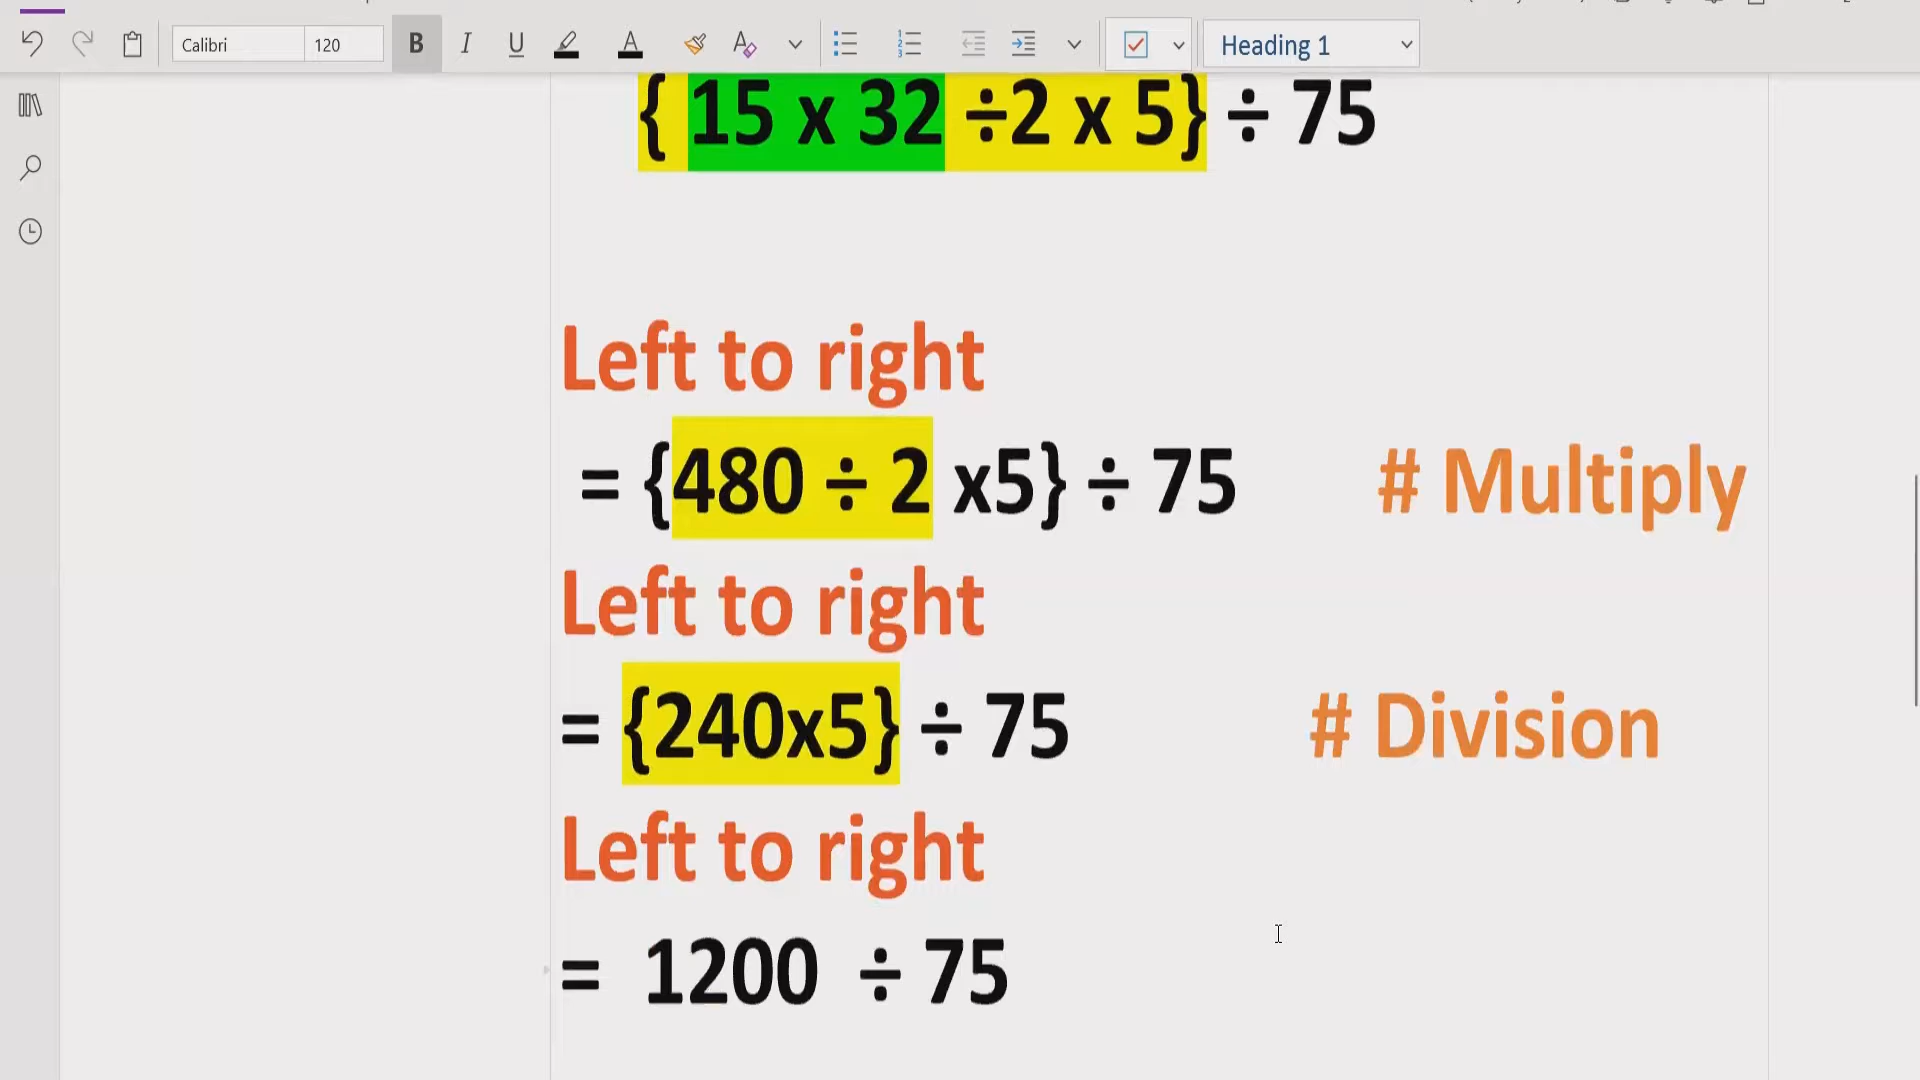 Calibri 120 B I U A Heading 1
{ 15 x 32 ÷2 x 5} ÷ 75
Left to right
= {480 ÷ 2 x5} ÷ 75 # Multiply
Left to right
= {240x5} ÷ 75 # Division
Left to right
= 1200 ÷ 75